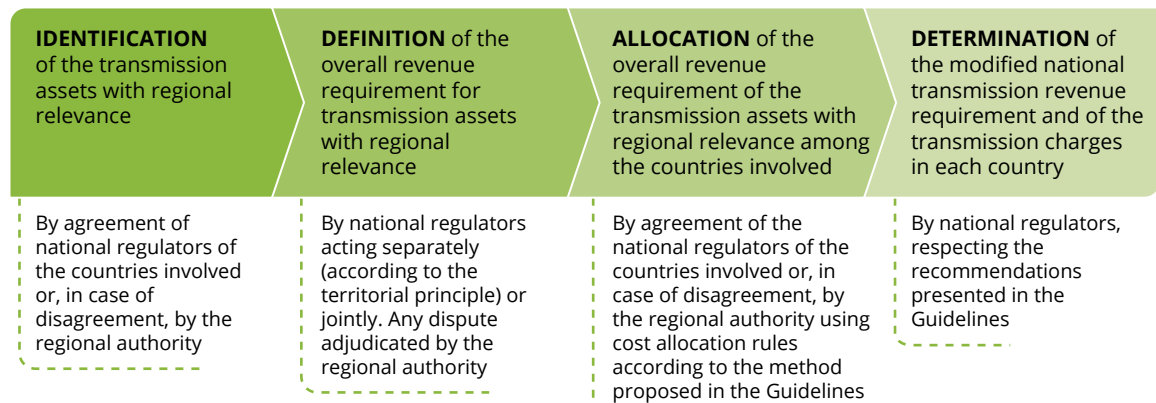 IDENTIFICATION
of the transmission
assets with regional
relevance
DEFINITION of the
overall revenue
requirement for
transmission assets
with regional
relevance
ALLOCATION of the
overall revenue
requirement of the
transmission assets with
regional relevance among
the countries involved
DETERMINATION of
the modified national
transmission revenue
requirement and of the
transmission charges
in each country
By agreement of
national regulators of
the countries involved
or, in case of
disagreement, by the
regional authority
By national regulators
acting separately
(according to the
territorial principle) or
jointly. Any dispute
adjudicated by the
regional authority
By agreement of the
national regulators of the
countries involved or, in
case of disagreement, by
the regional authority using
cost allocation rules
according to the method
proposed in the Guidelines
By national regulators,
respecting the
recommendations
presented in the
Guidelines